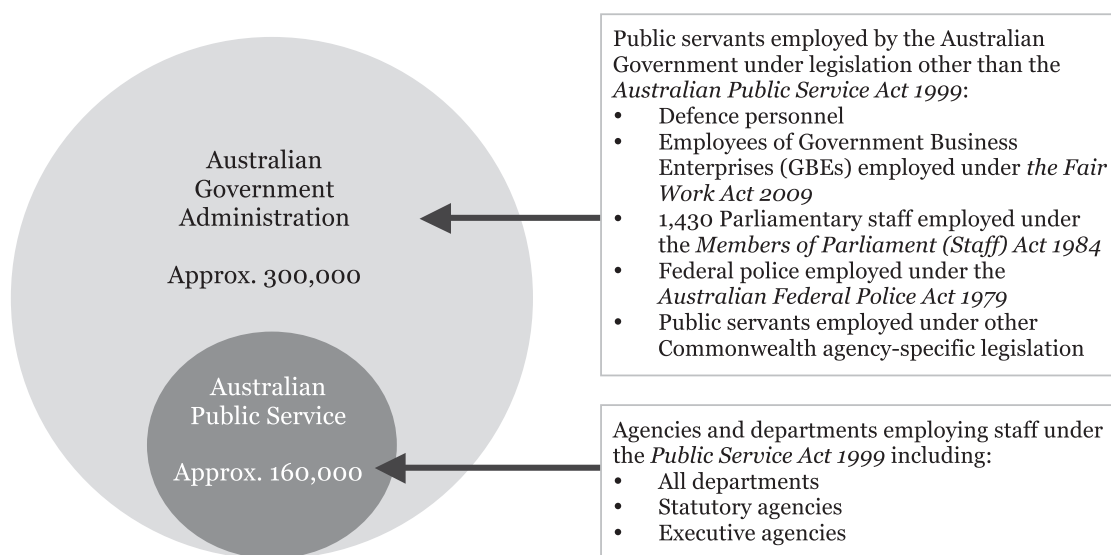 Australian
Government
Administration
Approx. 300,000
Australian
Public Service
Approx. 160,000
Public servants employed by the Australian
Government under legislation other than the
Australian Public Service Act 1999:
• Defence personnel
• Employees of Government Business
Enterprises (GBEs) employed under the Fair
Work Act 2009
• 1,430 Parliamentary staff employed under
the Members of Parliament (Staff) Act 1984
• Federal police employed under the
Australian Federal Police Act 1979
• Public servants employed under other
Commonwealth agency-specific legislation
Agencies and departments employing staff under
the Public Service Act 1999 including:
• All departments
• Statutory agencies
• Executive agencies